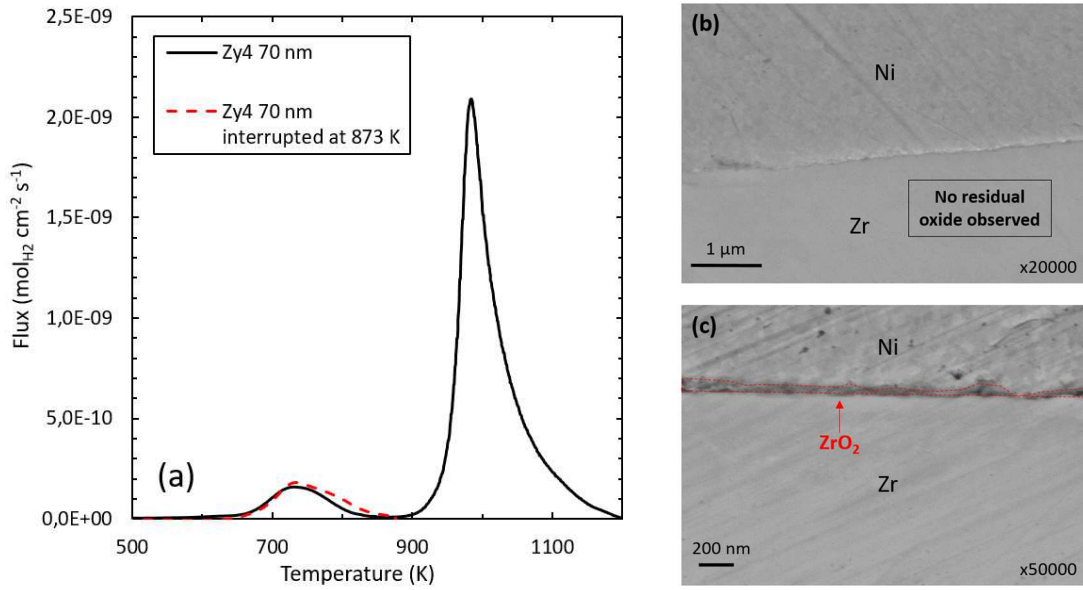 2,5E-09
2,0E-09
1,5E-09
1,0E-09
5,0E-10
0,0E+00
Flux (mol_H2 cm⁻² s⁻¹)
Zy4 70 nm
Zy4 70 nm
interrupted at 873 K
(a)
500
700
900
1100
Temperature (K)
(b)
Ni
No residual
oxide observed
Zr
1 µm
x20000
(c)
Ni
ZrO₂
Zr
200 nm
x50000